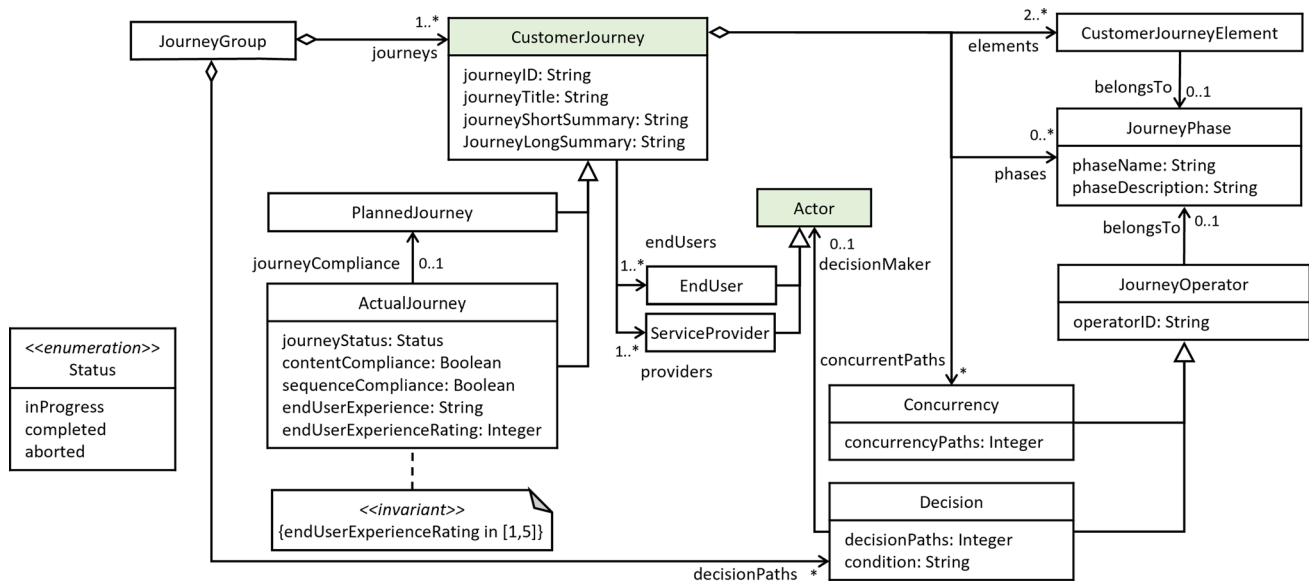 JourneyGroup
1..*
journeys
CustomerJourney
journeyID: String
journeyTitle: String
journeyShortSummary: String
JourneyLongSummary: String
2..*
elements
CustomerJourneyElement
belongsTo
0..1
0..*
phases
JourneyPhase
phaseName: String
phaseDescription: String
belongsTo
0..1
JourneyOperator
operatorID: String
PlannedJourney
journeyCompliance
0..1
ActualJourney
journeyStatus: Status
contentCompliance: Boolean
sequenceCompliance: Boolean
endUserExperience: String
endUserExperienceRating: Integer
<<invariant>>
{endUserExperienceRating in [1,5]}
<<enumeration>>
Status
inProgress
completed
aborted
Actor
0..1
decisionMaker
endUsers
1..*
EndUser
ServiceProvider
1..*
providers
concurrentPaths
*
Concurrency
concurrencyPaths: Integer
Decision
decisionPaths: Integer
condition: String
decisionPaths
*